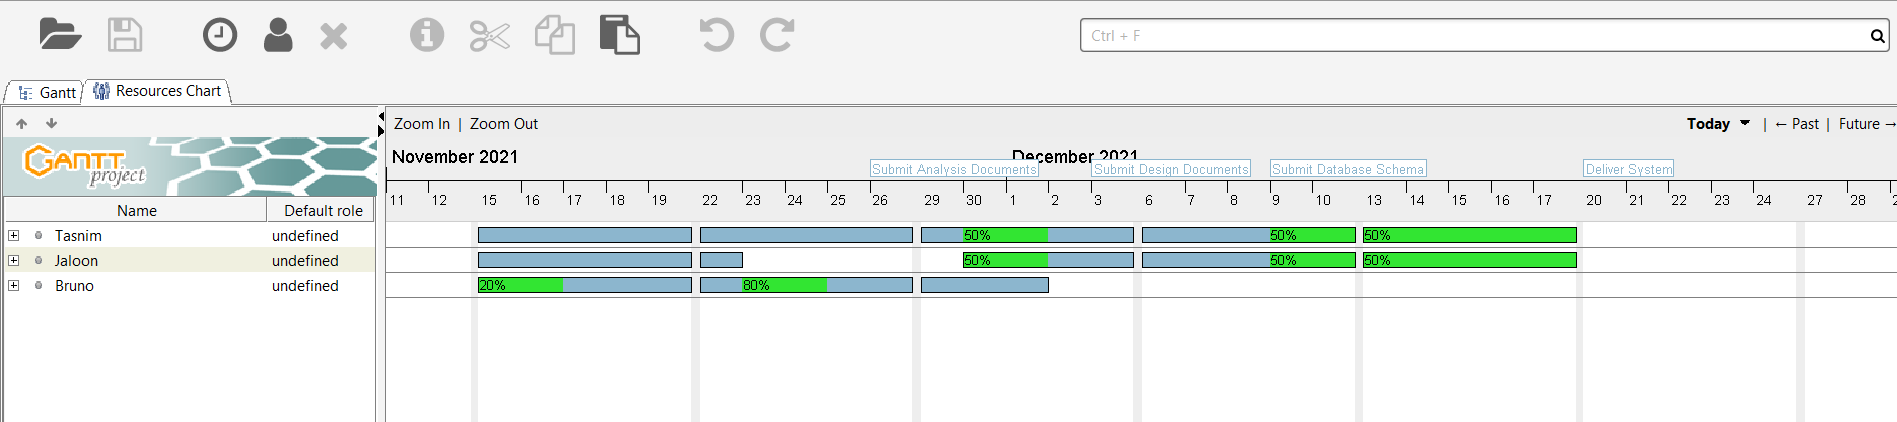 Ctrl + F
Gantt Resources Chart
Zoom In | Zoom Out Today | ← Past | Future →
GANTT project
November 2021 December 2021
Submit Analysis Documents Submit Design Documents Submit Database Schema Deliver System
11 12 15 16 17 18 19 22 23 24 25 26 29 30 1 2 3 6 7 8 9 10 13 14 15 16 17 20 21 22 23 24 27 28 2
Name Default role
Tasnim undefined 50% 50% 50%
Jaloon undefined 50% 50% 50%
Bruno undefined 20% 80%